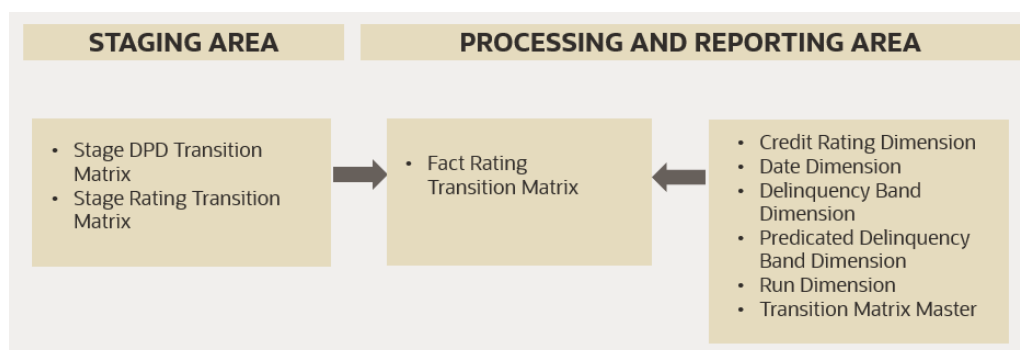 STAGING AREA
PROCESSING AND REPORTING AREA
• Stage DPD Transition
Matrix
• Stage Rating Transition
Matrix
• Fact Rating
Transition Matrix
• Credit Rating Dimension
• Date Dimension
• Delinquency Band
Dimension
• Predicated Delinquency
Band Dimension
• Run Dimension
• Transition Matrix Master